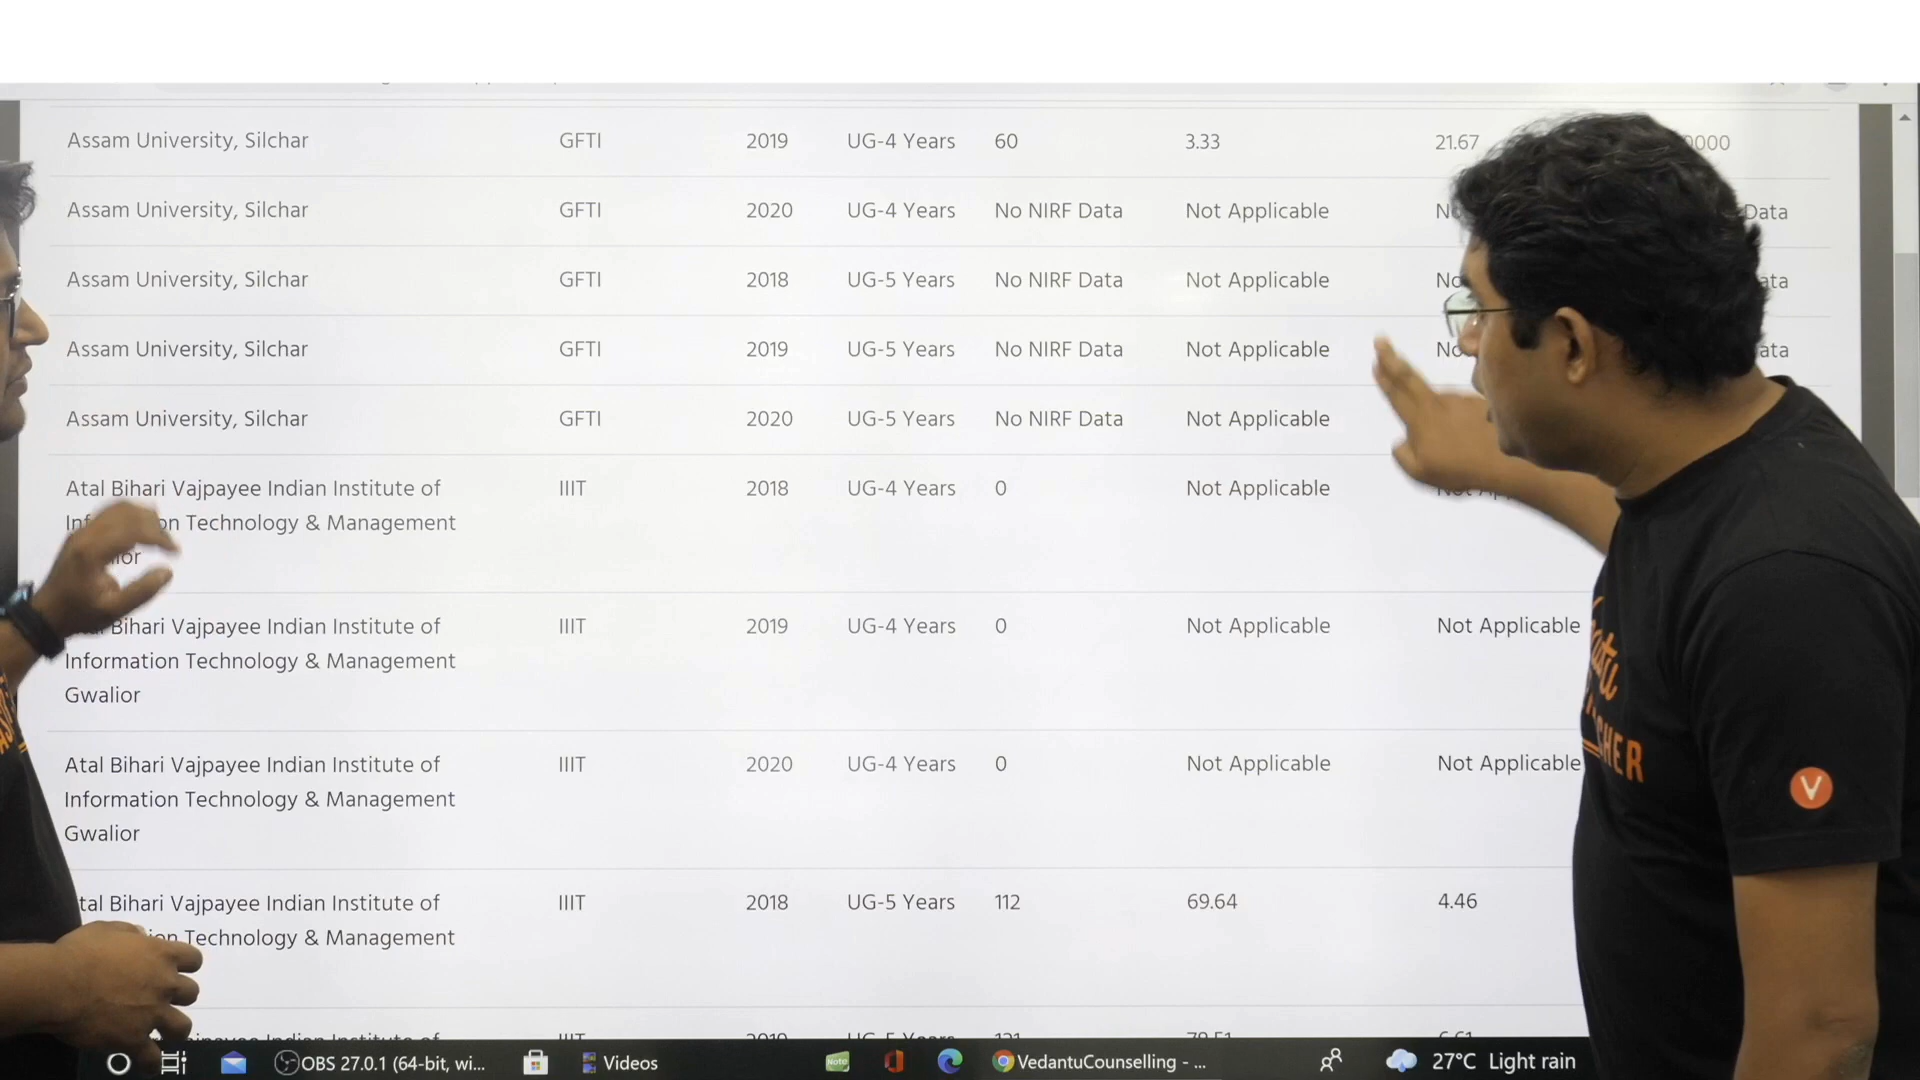 Assam University, Silchar GFTI 2019 UG-4 Years 60 3.33 21.67
Assam University, Silchar GFTI 2020 UG-4 Years No NIRF Data Not Applicable Data
Assam University, Silchar GFTI 2018 UG-5 Years No NIRF Data Not Applicable
Assam University, Silchar GFTI 2019 UG-5 Years No NIRF Data Not Applicable
Assam University, Silchar GFTI 2020 UG-5 Years No NIRF Data Not Applicable
Atal Bihari Vajpayee Indian Institute of IIIT 2018 UG-4 Years 0 Not Applicable
Technology & Management
Bihari Vajpayee Indian Institute of IIIT 2019 UG-4 Years 0 Not Applicable Not Applicable
Information Technology & Management
Gwalior
Atal Bihari Vajpayee Indian Institute of IIIT 2020 UG-4 Years 0 Not Applicable Not Applicable
Information Technology & Management
Gwalior
Bihari Vajpayee Indian Institute of IIIT 2018 UG-5 Years 112 69.64 4.46
Technology & Management
V
OBS 27.0.1 (64-bit, wi... Videos Note VedantuCounselling - ... 27°C Light rain